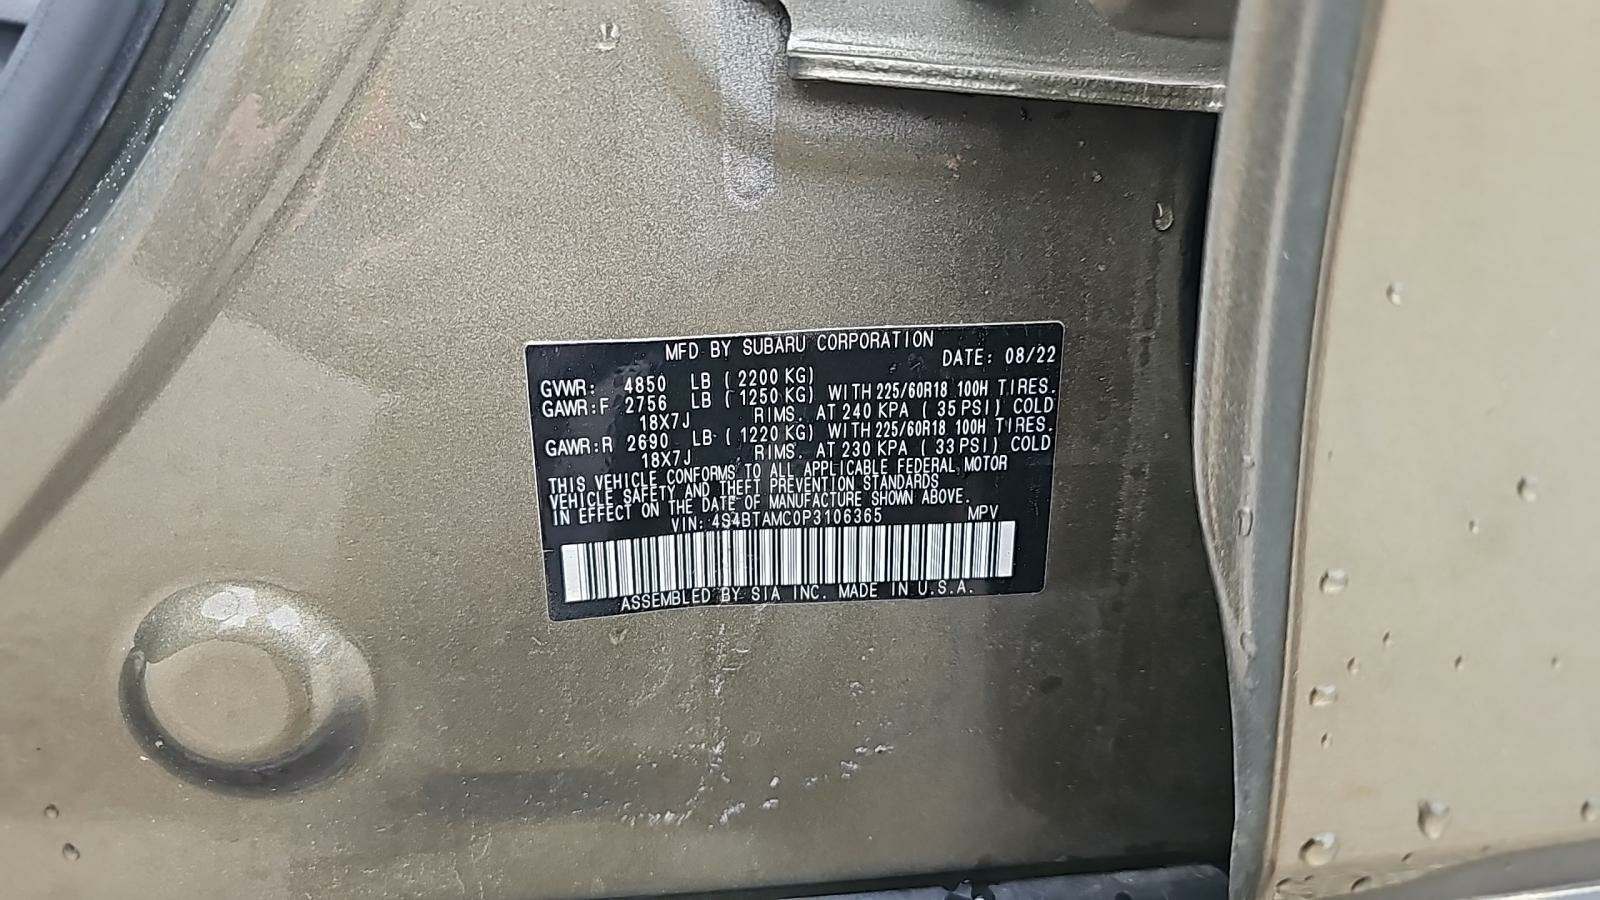 MFD BY SUBARU CORPORATION
DATE: 08/22
GVWR: 4850 LB (2200 KG)
GAWR:F 2756 LB (1250 KG) WITH 225/60R18 100H TIRES.
18X7J RIMS. AT 240 KPA (35 PSI) COLD
GAWR:R 2690 LB (1220 KG) WITH 225/60R18 100H TIRES.
18X7J RIMS. AT 230 KPA (33 PSI) COLD
THIS VEHICLE CONFORMS TO ALL APPLICABLE FEDERAL MOTOR
VEHICLE SAFETY AND THEFT PREVENTION STANDARDS
IN EFFECT ON THE DATE OF MANUFACTURE SHOWN ABOVE.
VIN: 4S4BTAMC0P3106365 MPV
ASSEMBLED BY SIA INC. MADE IN U.S.A.